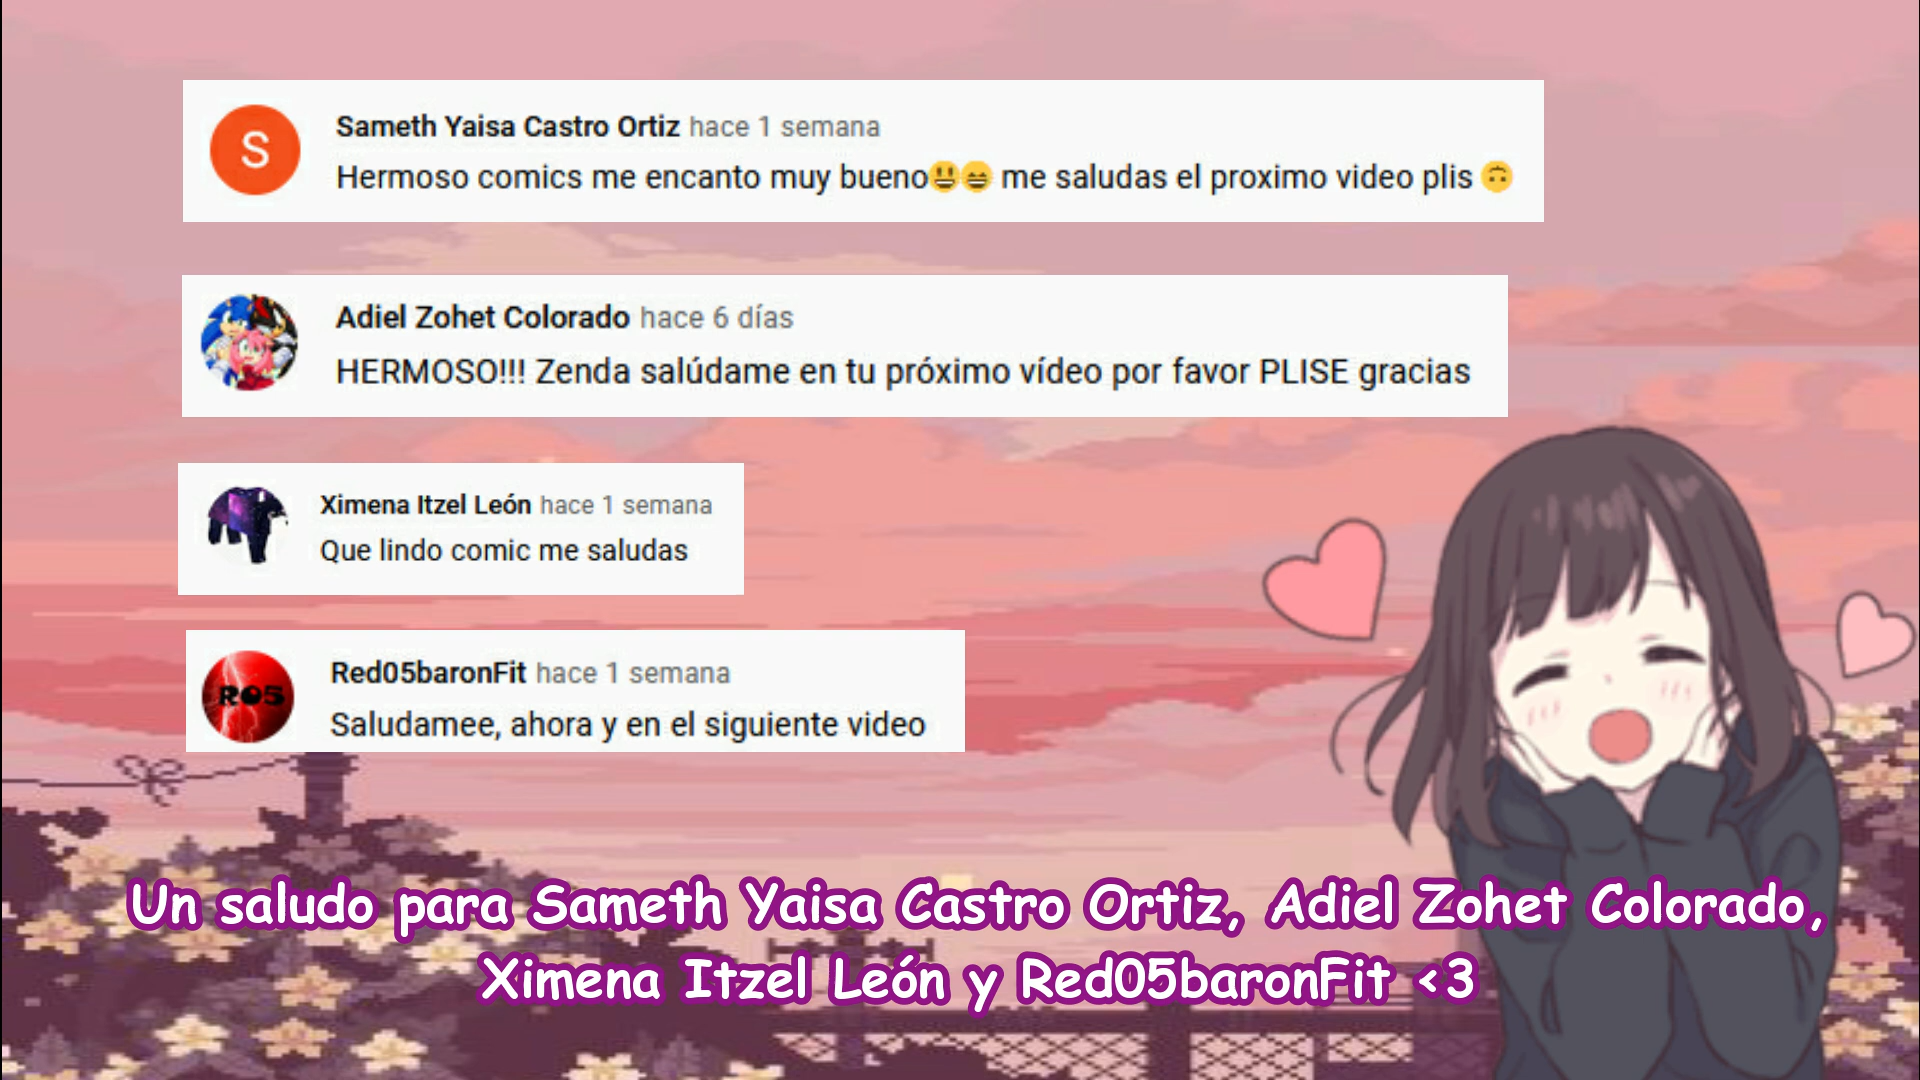 S
Sameth Yaisa Castro Ortiz hace 1 semana
Hermoso comics me encanto muy bueno😃😄 me saludas el proximo video plis 🙃
Adiel Zohet Colorado hace 6 días
HERMOSO!!! Zenda salúdame en tu próximo vídeo por favor PLISE gracias
Ximena Itzel León hace 1 semana
Que lindo comic me saludas
R05
Red05baronFit hace 1 semana
Saludamee, ahora y en el siguiente video
Un saludo para Sameth Yaisa Castro Ortiz, Adiel Zohet Colorado,
Ximena Itzel León y Red05baronFit <3